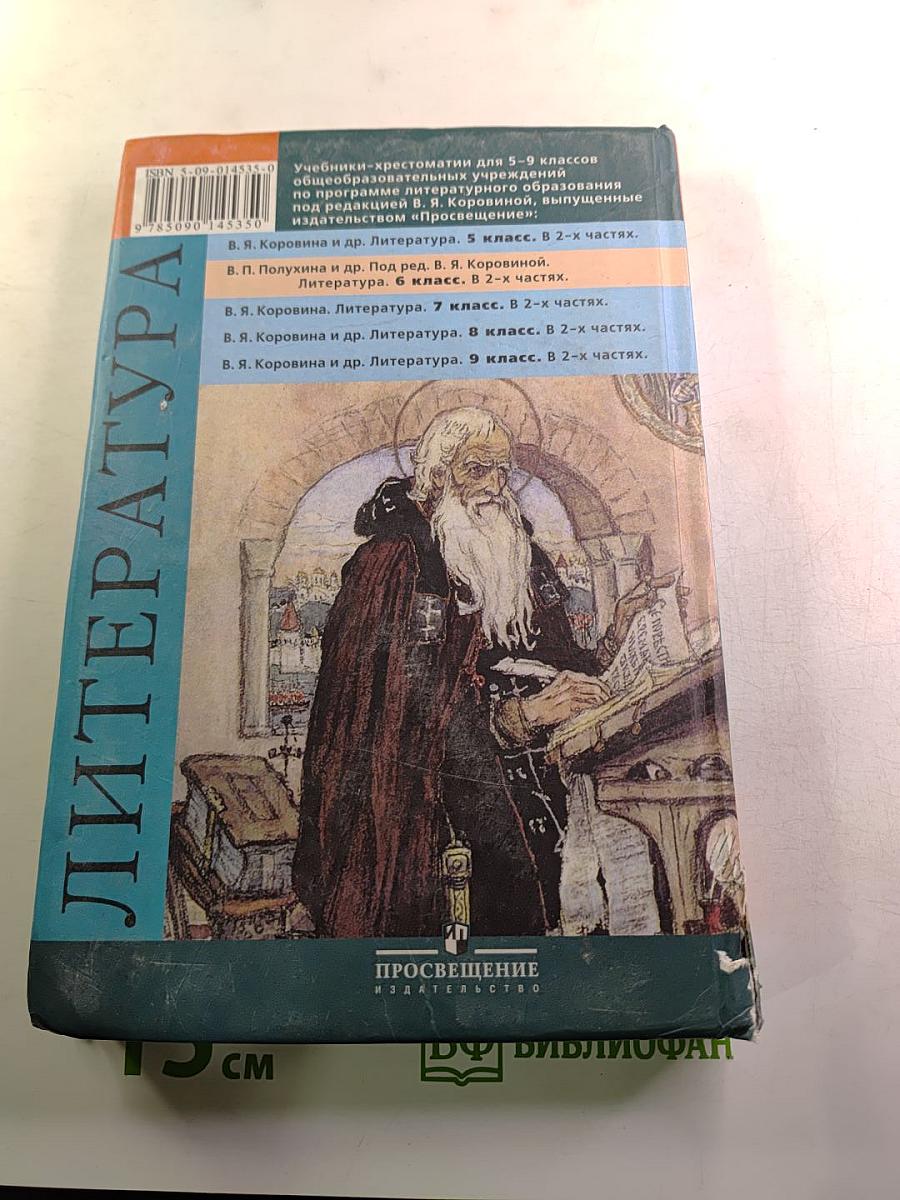 ISBN 5-09-014535-0
9 785090 145350
Учебники-хрестоматии для 5-9 классов
общеобразовательных учреждений
по программе литературного образования
под редакцией В. Я. Коровиной, выпущенные
издательством «Просвещение»:
В. Я. Коровина и др. Литература. 5 класс. В 2-х частях.
В. П. Полухина и др. Под ред. В. Я. Коровиной.
Литература. 6 класс. В 2-х частях.
В. Я. Коровина. Литература. 7 класс. В 2-х частях.
В. Я. Коровина и др. Литература. 8 класс. В 2-х частях.
В. Я. Коровина и др. Литература. 9 класс. В 2-х частях.
ЛИТЕРАТУРА
ПРОСВЕЩЕНИЕ
ИЗДАТЕЛЬСТВО
15 см
БФ БИБЛИОФАН